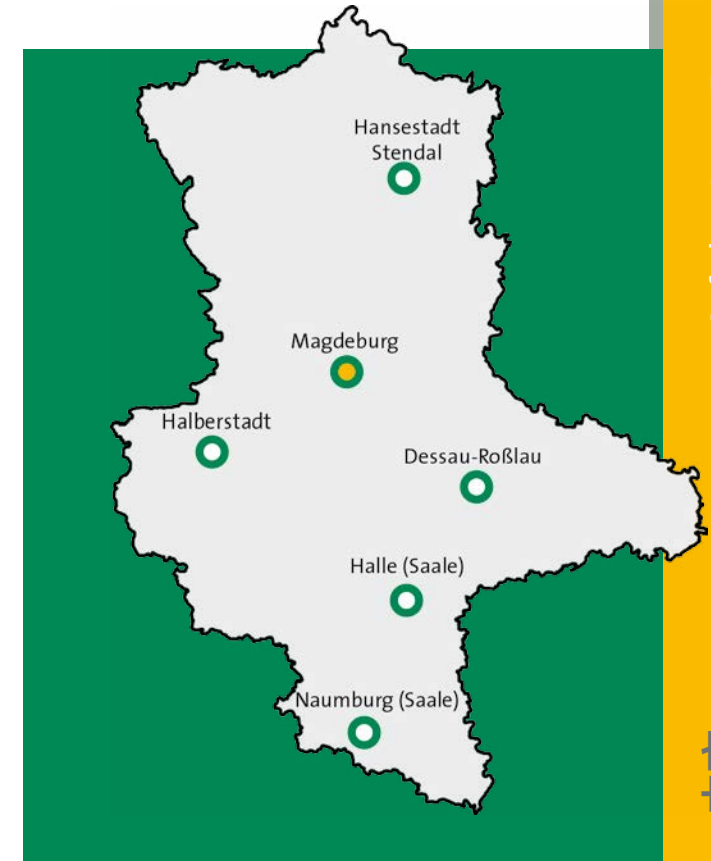 Hansestadt
Stendal
Magdeburg
Halberstadt
Dessau-Roßlau
Halle (Saale)
Naumburg (Saale)